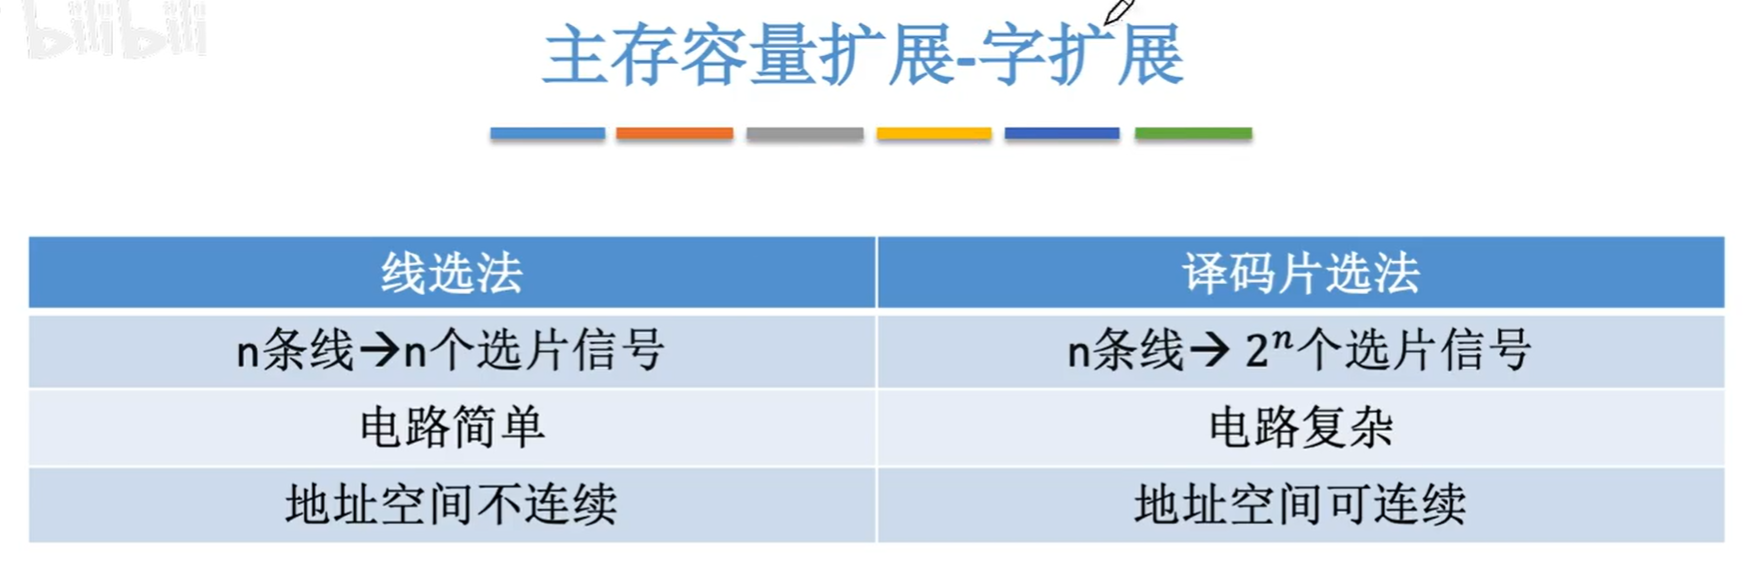 bilibili
主存容量扩展-字扩展
线选法 译码片选法
n条线→n个选片信号 n条线→ 2ⁿ个选片信号
电路简单 电路复杂
地址空间不连续 地址空间可连续